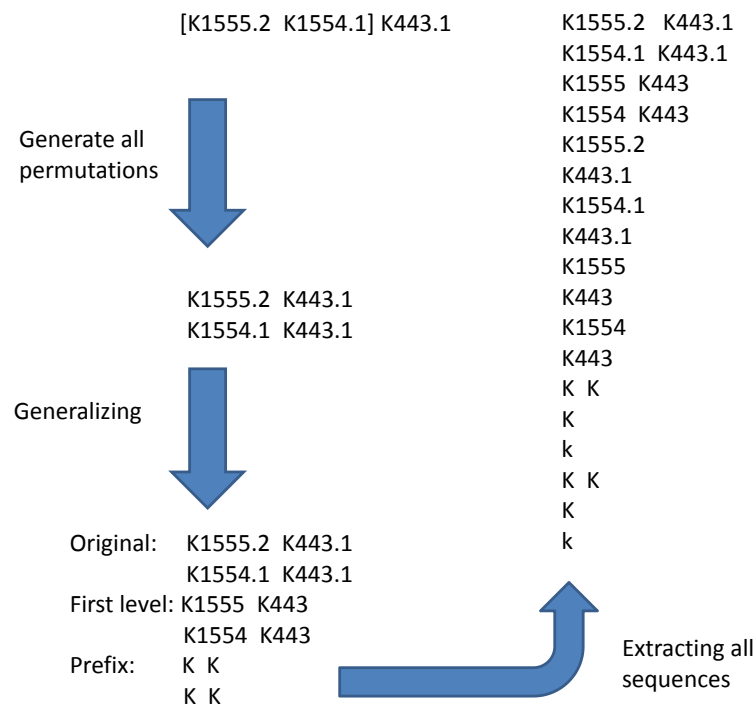 [K1555.2 K1554.1] K443.1
Generate all
permutations
K1555.2 K443.1
K1554.1 K443.1
Generalizing
Original: K1555.2 K443.1
K1554.1 K443.1
First level: K1555 K443
K1554 K443
Prefix: K K
K K
Extracting all
sequences
K1555.2 K443.1
K1554.1 K443.1
K1555 K443
K1554 K443
K1555.2
K443.1
K1554.1
K443.1
K1555
K443
K1554
K443
K K
K
k
K K
K
k